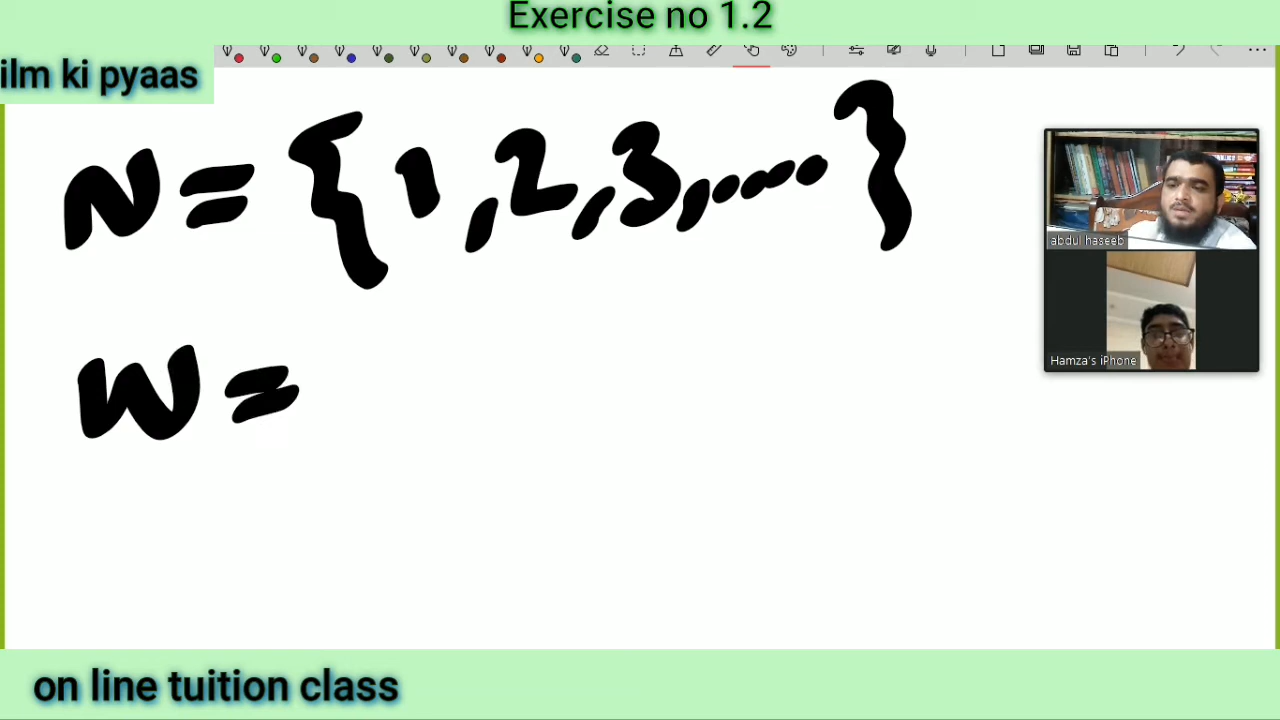 Exercise no 1.2
ilm ki pyaas
N = {1, 2, 3, .... }
abdul haseeb
Hamza's iPhone
W =
on line tuition class